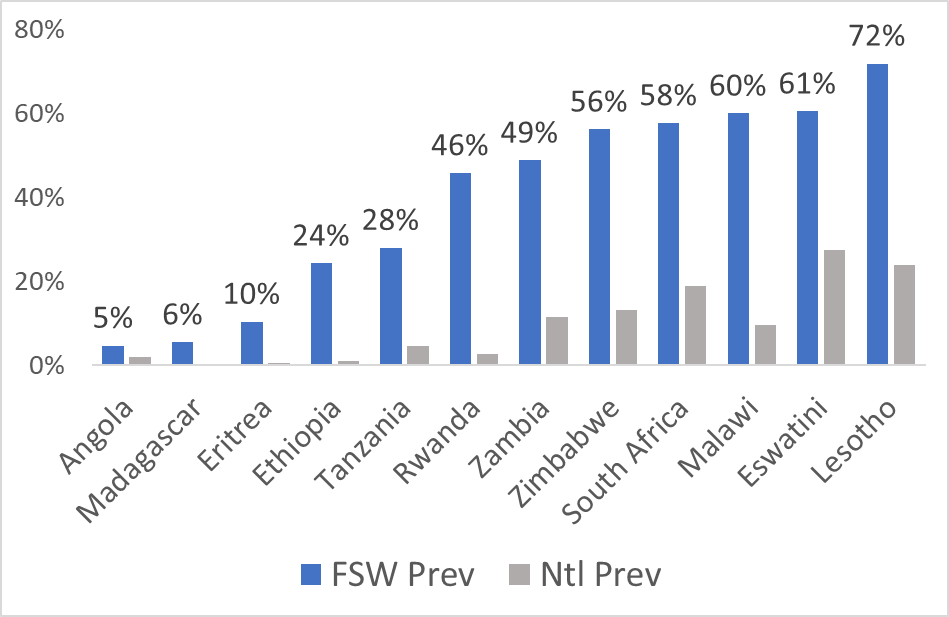 80%
60%
40%
20%
0%
5%
6%
10%
24%
28%
46%
49%
56%
58%
60%
61%
72%
Angola
Madagascar
Eritrea
Ethiopia
Tanzania
Rwanda
Zambia
Zimbabwe
South Africa
Malawi
Eswatini
Lesotho
FSW Prev
Ntl Prev